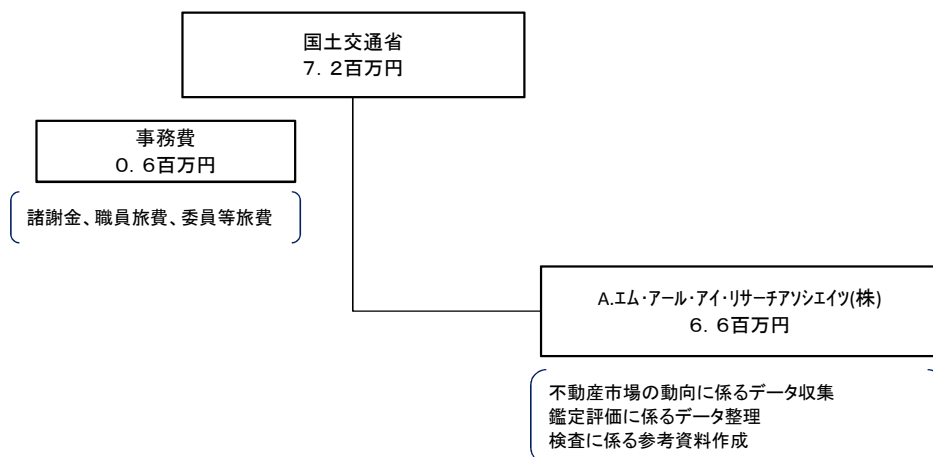 国土交通省
７．２百万円
事務費
０．６百万円
諸謝金、職員旅費、委員等旅費
A.エム・アール・アイ・リサーチアソシエイツ(株)
６．６百万円
不動産市場の動向に係るデータ収集
鑑定評価に係るデータ整理
検査に係る参考資料作成